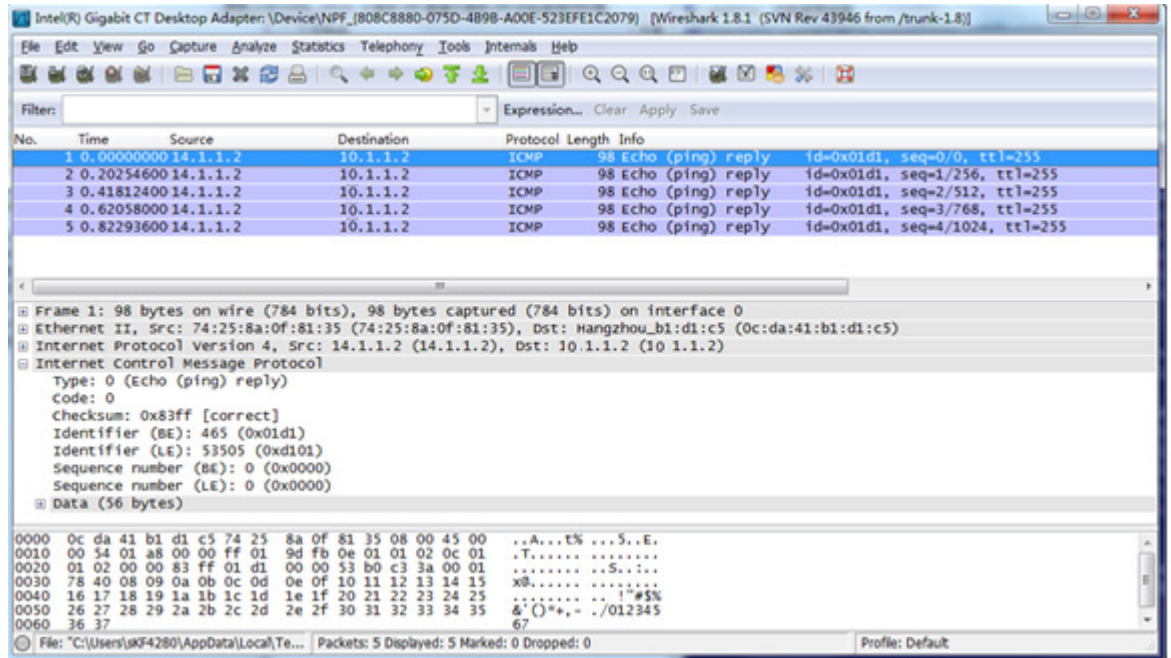 Intel(R) Gigabit CT Desktop Adapter: \Device\NPF_{808C8880-075D-4B9B-A00E-523EFE1C2079} [Wireshark 1.8.1 (SVN Rev 43946 from /trunk-1.8)]
File Edit View Go Capture Analyze Statistics Telephony Tools Internals Help
Filter: Expression... Clear Apply Save
No. Time Source Destination Protocol Length Info
1 0.00000000 14.1.1.2 10.1.1.2 ICMP 98 Echo (ping) reply id=0x01d1, seq=0/0, ttl=255
2 0.20254600 14.1.1.2 10.1.1.2 ICMP 98 Echo (ping) reply id=0x01d1, seq=1/256, ttl=255
3 0.41812400 14.1.1.2 10.1.1.2 ICMP 98 Echo (ping) reply id=0x01d1, seq=2/512, ttl=255
4 0.62058000 14.1.1.2 10.1.1.2 ICMP 98 Echo (ping) reply id=0x01d1, seq=3/768, ttl=255
5 0.82293600 14.1.1.2 10.1.1.2 ICMP 98 Echo (ping) reply id=0x01d1, seq=4/1024, ttl=255
Frame 1: 98 bytes on wire (784 bits), 98 bytes captured (784 bits) on interface 0
Ethernet II, Src: 74:25:8a:0f:81:35 (74:25:8a:0f:81:35), Dst: Hangzhou_b1:d1:c5 (0c:da:41:b1:d1:c5)
Internet Protocol Version 4, Src: 14.1.1.2 (14.1.1.2), Dst: 10.1.1.2 (10 1.1.2)
Internet Control Message Protocol
Type: 0 (Echo (ping) reply)
Code: 0
Checksum: 0x83ff [correct]
Identifier (BE): 465 (0x01d1)
Identifier (LE): 53505 (0xd101)
Sequence number (BE): 0 (0x0000)
Sequence number (LE): 0 (0x0000)
Data (56 bytes)
0000 0c da 41 b1 d1 c5 74 25 8a 0f 81 35 08 00 45 00 ..A...t% ...5..E.
0010 00 54 01 a8 00 00 ff 01 9d fb 0e 01 01 02 0c 01 .T...... ........
0020 01 02 00 00 83 ff 01 d1 00 00 53 b0 c3 3a 00 01 ........ ..S..:..
0030 78 40 08 09 0a 0b 0c 0d 0e 0f 10 11 12 13 14 15 x@...... ........
0040 16 17 18 19 1a 1b 1c 1d 1e 1f 20 21 22 23 24 25 ........ .. !"#$%
0050 26 27 28 29 2a 2b 2c 2d 2e 2f 30 31 32 33 34 35 &'()*+,- ./012345
0060 36 37 67
File: "C:\Users\sKF4280\AppData\Local\Te... Packets: 5 Displayed: 5 Marked: 0 Dropped: 0 Profile: Default